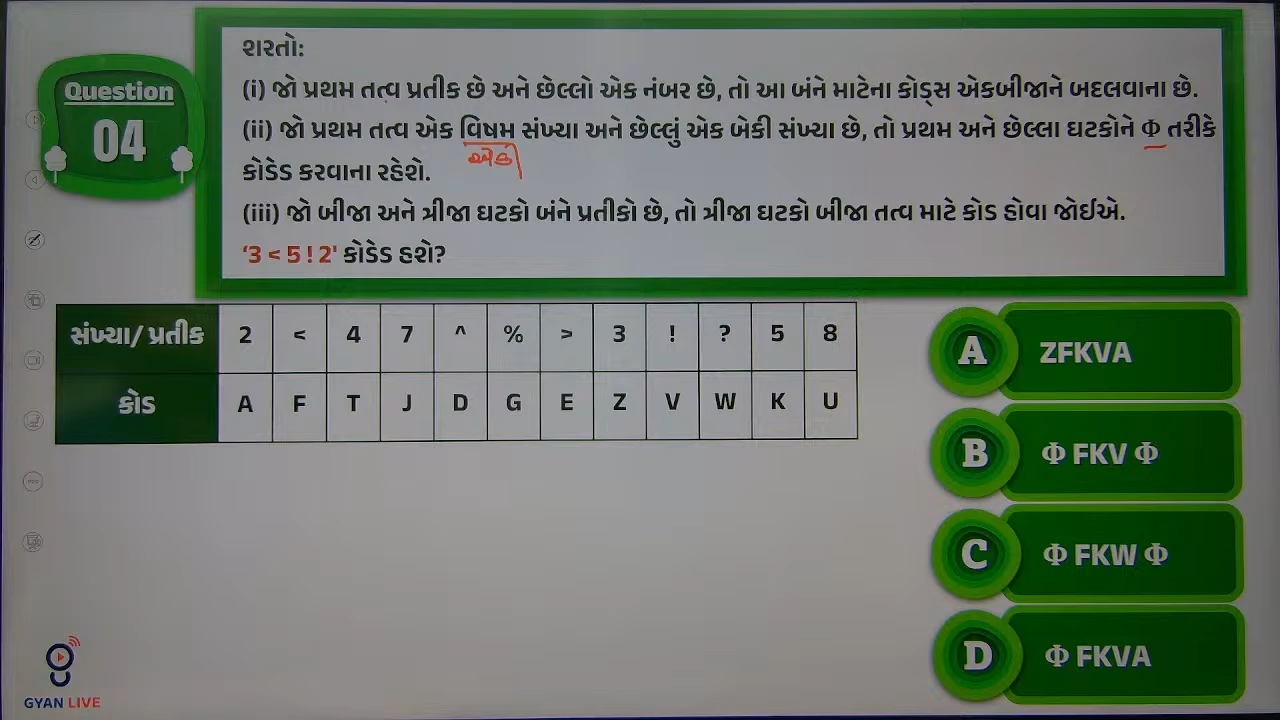 Question
04
શરતો:
(i) જો પ્રથમ તત્વ પ્રતીક છે અને છેલ્લો એક નંબર છે, તો આ બંને માટેના કોડ્સ એકબીજાને બદલવાના છે.
(ii) જો પ્રથમ તત્વ એક વિષમ સંખ્યા અને છેલ્લું એક બેકી સંખ્યા છે, તો પ્રથમ અને છેલ્લા ઘટકોને Φ તરીકે
એકી
કોડેડ કરવાના રહેશે.
(iii) જો બીજા અને ત્રીજા ઘટકો બંને પ્રતીકો છે, તો ત્રીજા ઘટકો બીજા તત્વ માટે કોડ હોવા જોઈએ.
‘3 < 5 ! 2' કોડેડ હશે?
સંખ્યા/ પ્રતીક 2 < 4 7 ^ % > 3 ! ? 5 8
કોડ A F T J D G E Z V W K U
A ZFKVA
B Φ FKV Φ
C Φ FKW Φ
D Φ FKVA
GYAN LIVE